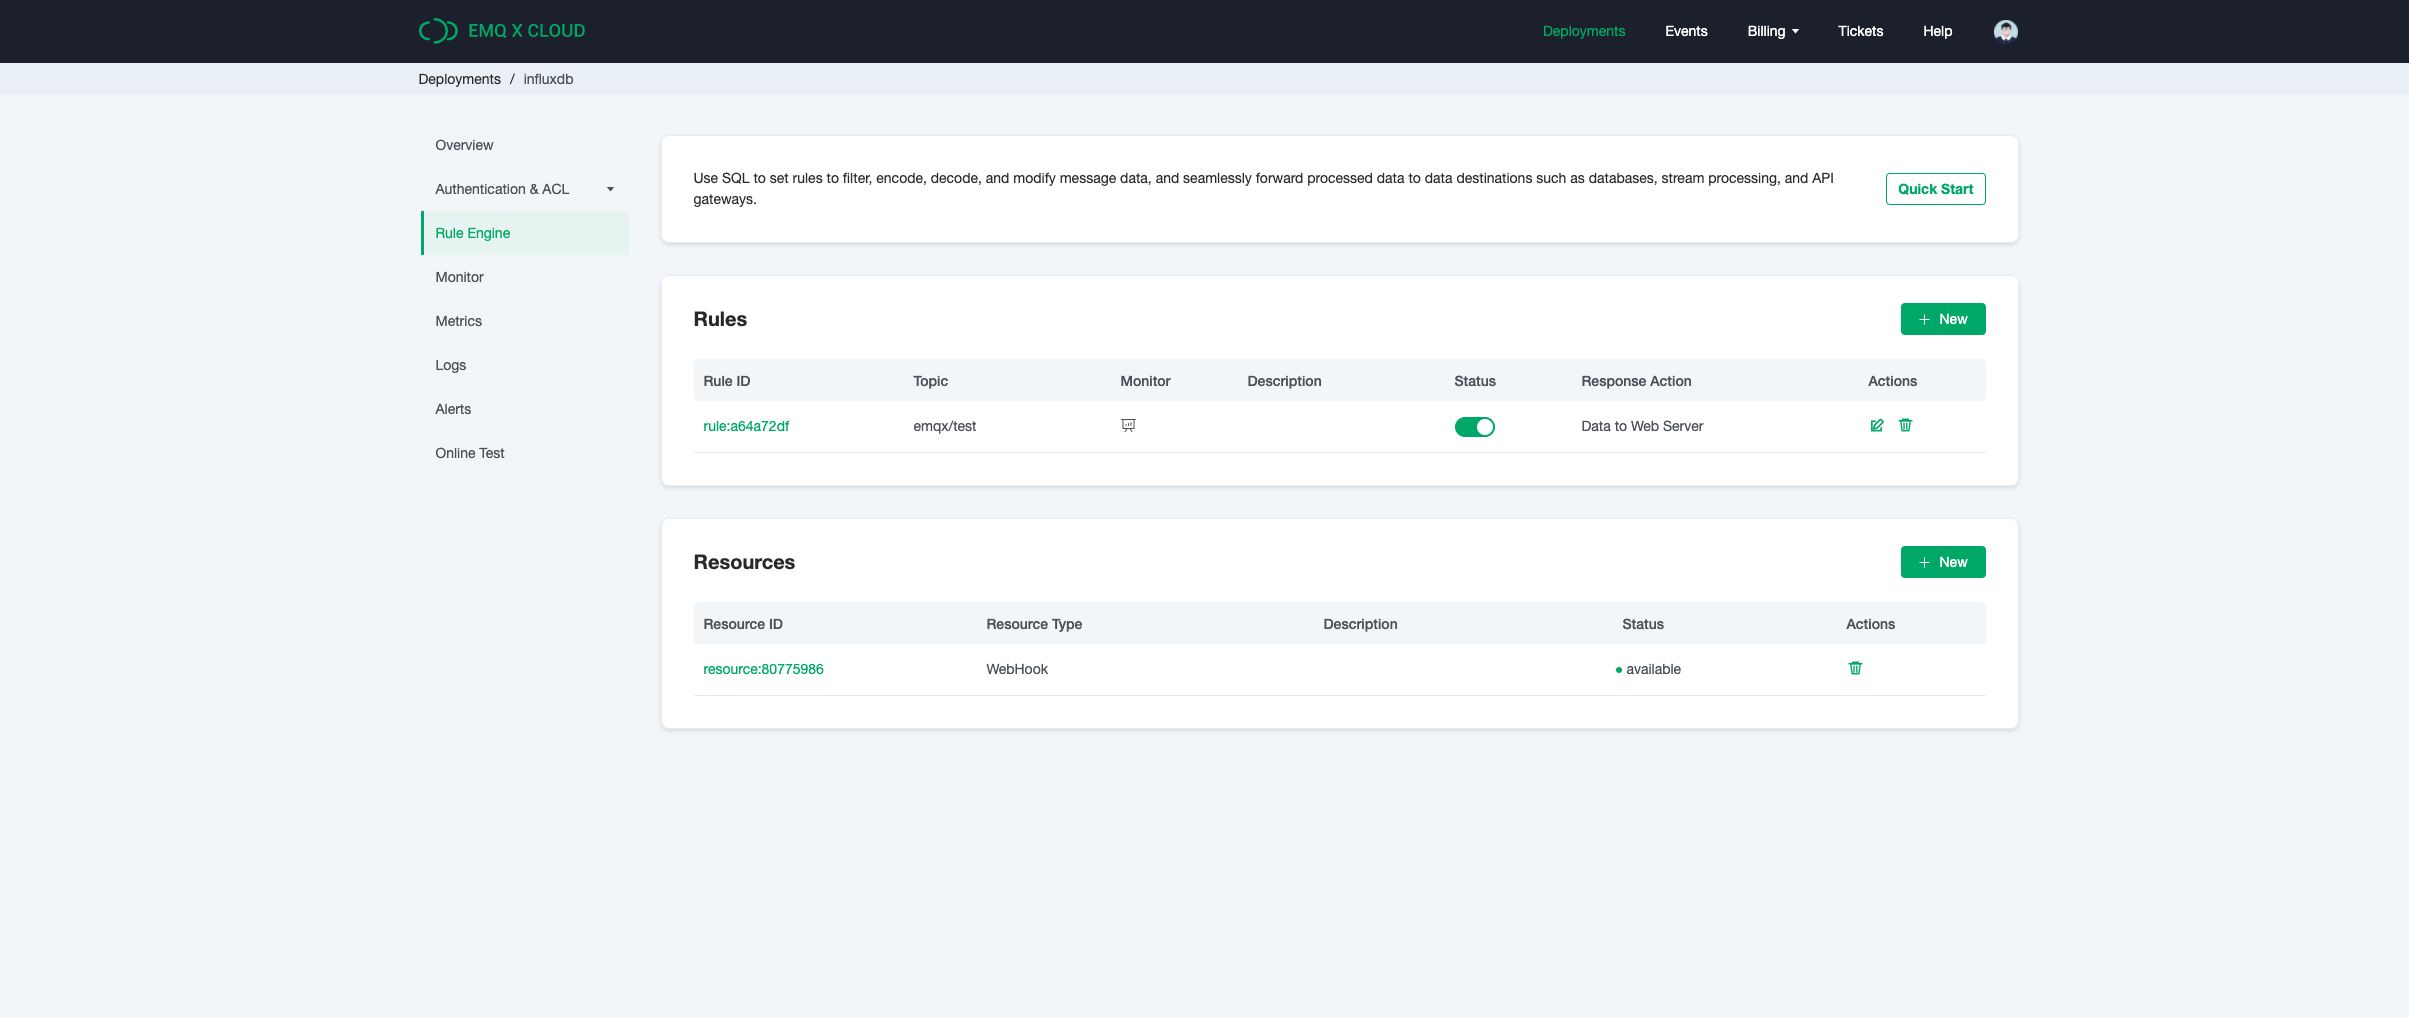 EMQ X CLOUD
Deployments
Events
Billing
Tickets
Help
Deployments / influxdb
Overview
Authentication & ACL
Rule Engine
Monitor
Metrics
Logs
Alerts
Online Test
Use SQL to set rules to filter, encode, decode, and modify message data, and seamlessly forward processed data to data destinations such as databases, stream processing, and API
gateways.
Quick Start
Rules
+ New
Rule ID Topic Monitor Description Status Response Action Actions
rule:a64a72df emqx/test Data to Web Server
Resources
+ New
Resource ID Resource Type Description Status Actions
resource:80775986 WebHook available